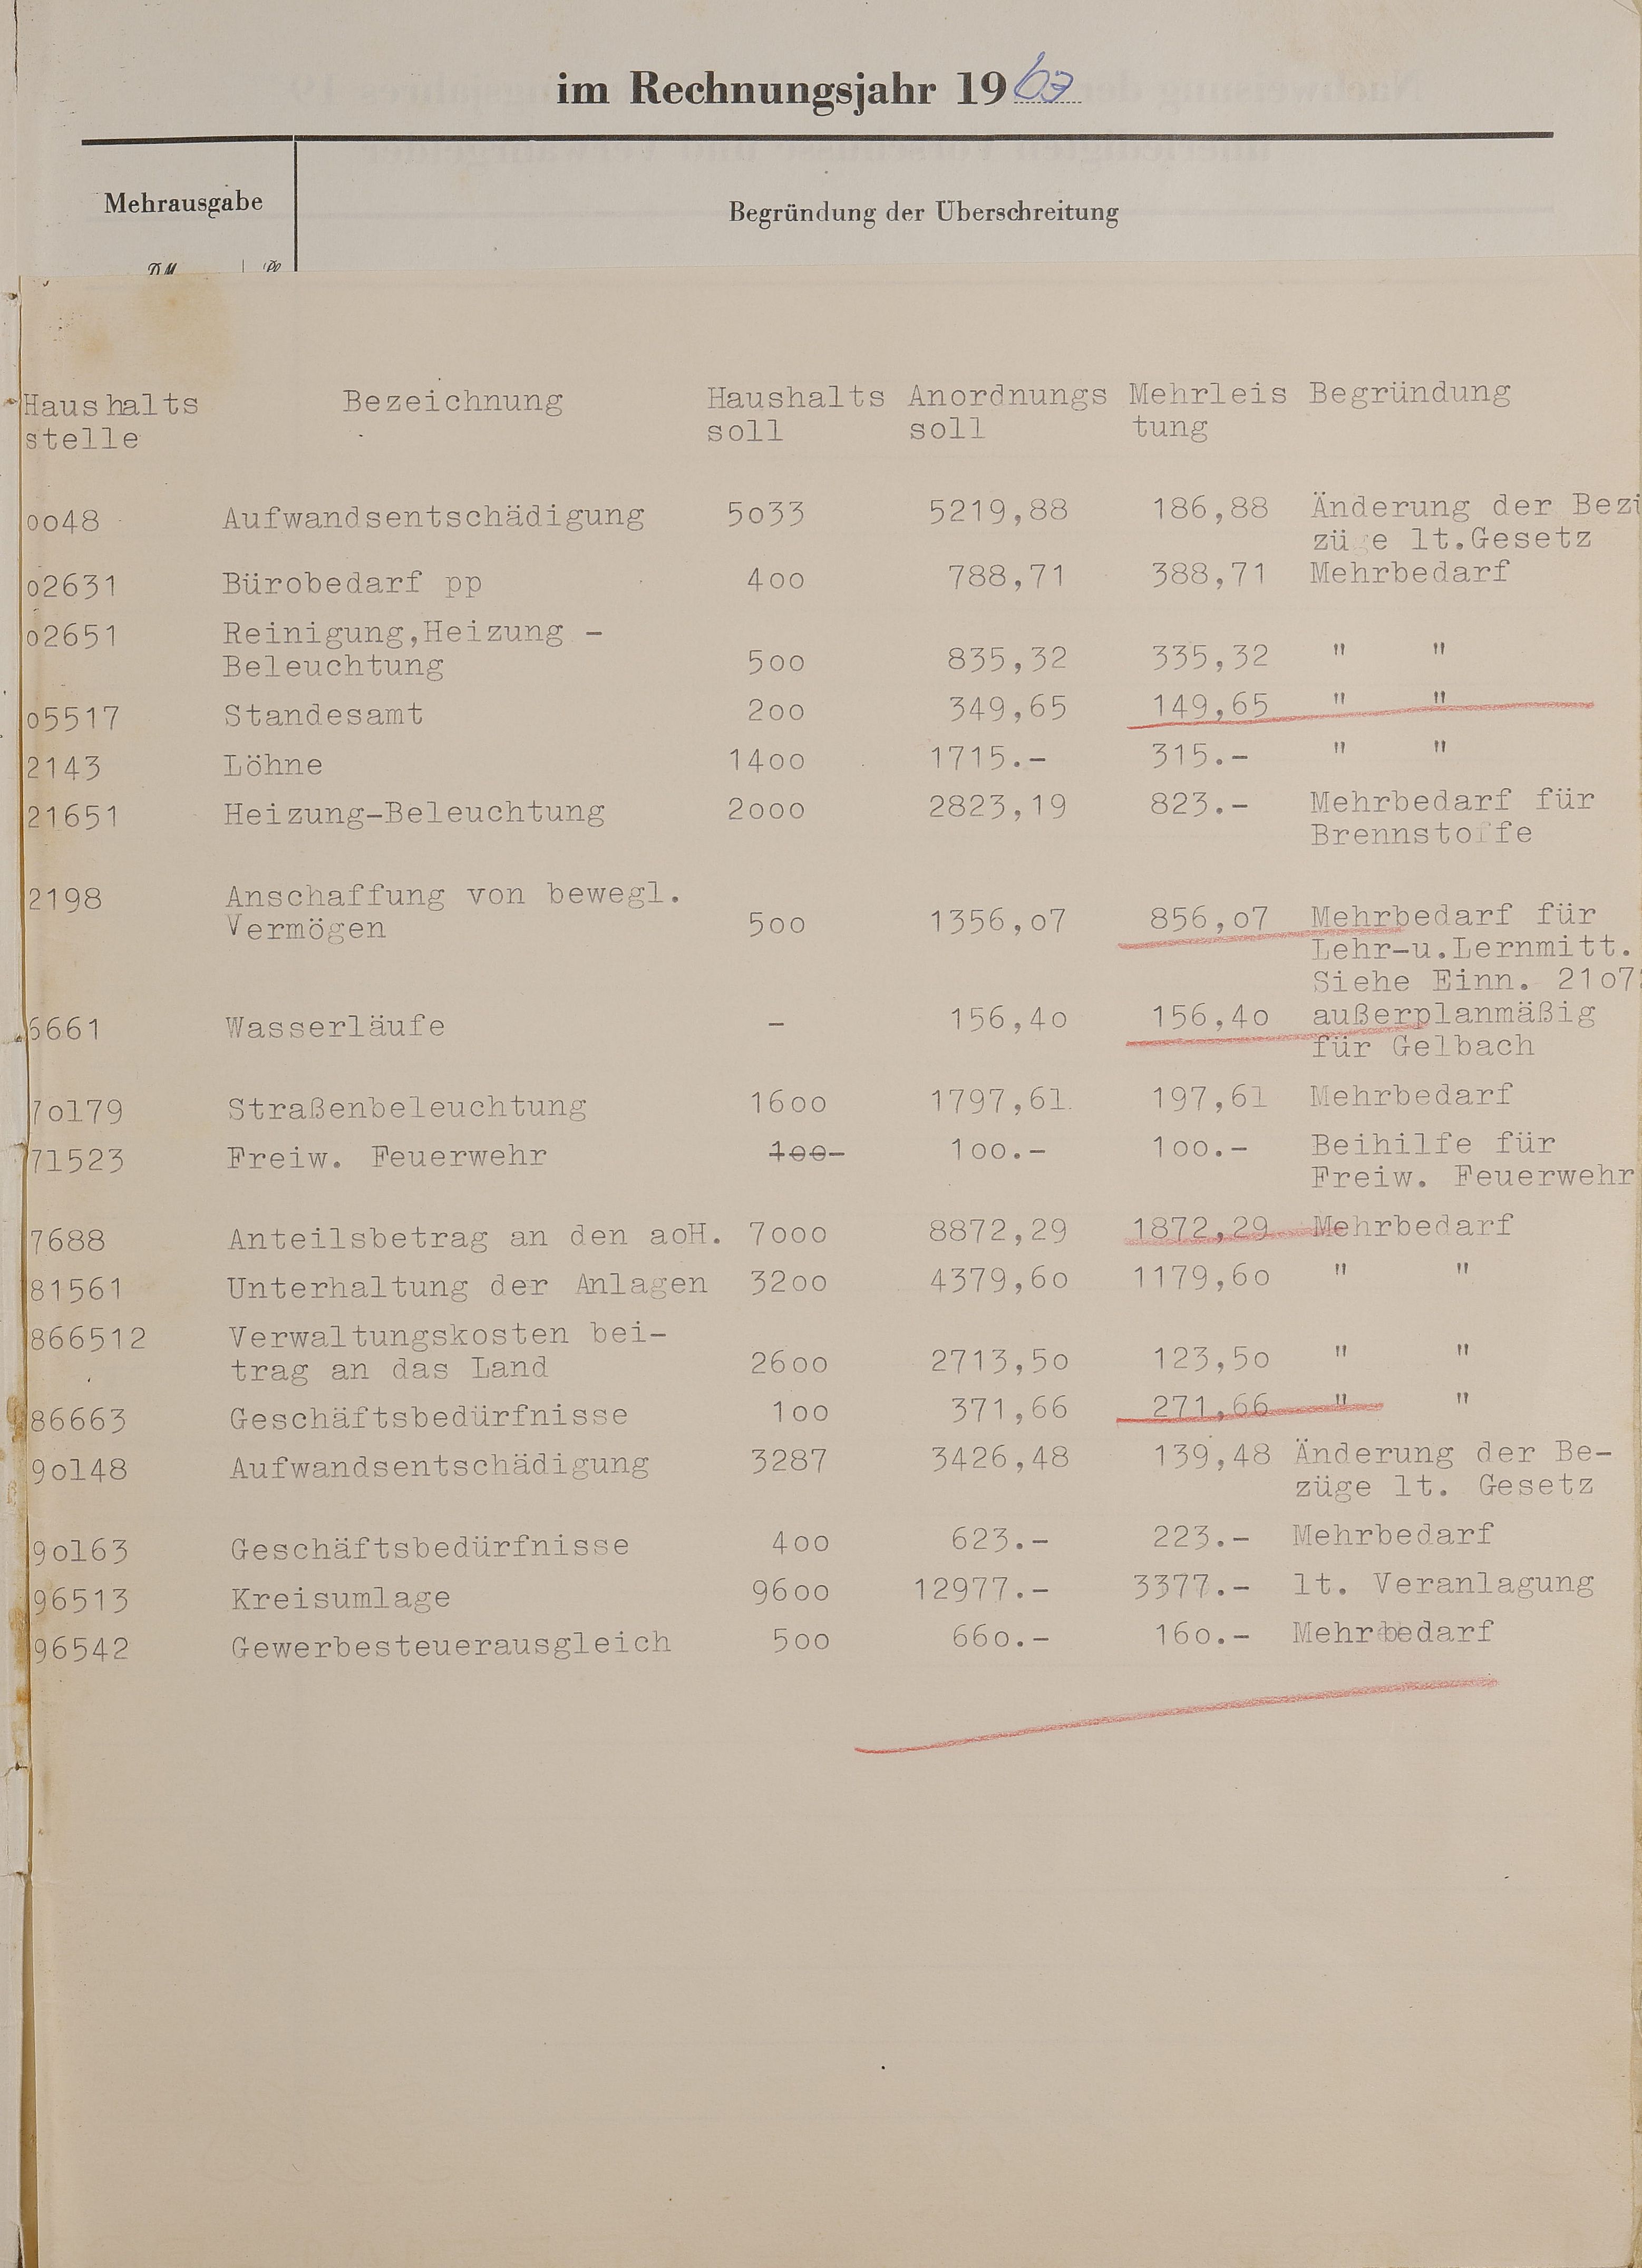 im Rechnungsjahr 1963
Mehrausgabe Begründung der Überschreitung
DM
Haushalts Bezeichnung Haushalts Anordnungs Mehrleis Begründung
stelle soll soll tung
oo48 Aufwandsentschädigung 5o33 5219,88 186,88 Änderung der Bezi
züge lt.Gesetz
o2631 Bürobedarf pp 4oo 788,71 388,71 Mehrbedarf
o2651 Reinigung,Heizung -
Beleuchtung 5oo 835,32 335,32 " "
o5517 Standesamt 2oo 349,65 149,65 " "
2143 Löhne 14oo 1715.- 315.- " "
21651 Heizung-Beleuchtung 2ooo 2823,19 823.- Mehrbedarf für
Brennstoffe
2198 Anschaffung von bewegl.
Vermögen 5oo 1356,o7 856,o7 Mehrbedarf für
Lehr-u.Lernmitt.
Siehe Einn. 21o7
6661 Wasserläufe - 156,4o 156,4o außerplanmäßig
für Gelbach
7o179 Straßenbeleuchtung 16oo 1797,61 197,61 Mehrbedarf
71523 Freiw. Feuerwehr 1oo- 1oo.- 1oo.- Beihilfe für
Freiw. Feuerwehr
7688 Anteilsbetrag an den aoH. 7ooo 8872,29 1872,29 Mehrbedarf
81561 Unterhaltung der Anlagen 32oo 4379,6o 1179,6o " "
866512 Verwaltungskosten bei-
trag an das Land 26oo 2713,5o 123,5o " "
86663 Geschäftsbedürfnisse 1oo 371,66 271,66 " "
9o148 Aufwandsentschädigung 3287 3426,48 139,48 Änderung der Be-
züge lt. Gesetz
9o163 Geschäftsbedürfnisse 4oo 623.- 223.- Mehrbedarf
96513 Kreisumlage 96oo 12977.- 3377.- lt. Veranlagung
96542 Gewerbesteuerausgleich 5oo 66o.- 16o.- Mehrbedarf